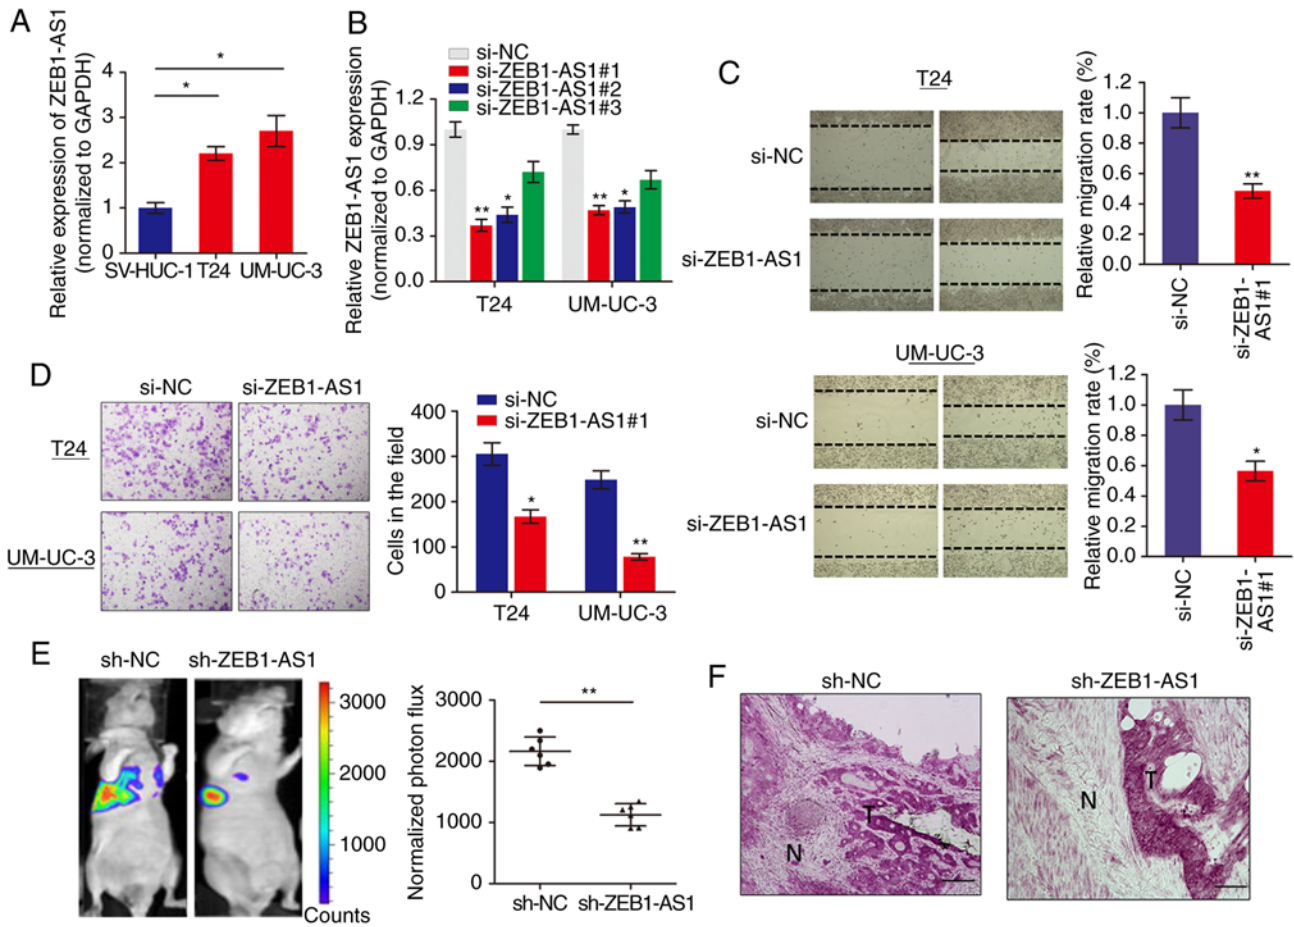 A
Relative expression of ZEB1-AS1
(normalized to GAPDH)
4
3
2
1
0
*
*
SV-HUC-1 T24 UM-UC-3
B
Relative ZEB1-AS1 expression
(normalized to GAPDH)
si-NC
si-ZEB1-AS1#1
si-ZEB1-AS1#2
si-ZEB1-AS1#3
1.2
0.9
0.6
0.3
0.0
** *
** *
T24 UM-UC-3
C
T24
si-NC
si-ZEB1-AS1
Relative migration rate (%)
1.2
1.0
0.8
0.6
0.4
0.2
0.0
**
si-NC
si-ZEB1-
AS1#1
UM-UC-3
si-NC
si-ZEB1-AS1
Relative migration rate (%)
1.2
1.0
0.8
0.6
0.4
0.2
0.0
*
si-NC
si-ZEB1-
AS1#1
D
si-NC si-ZEB1-AS1
T24
UM-UC-3
Cells in the field
400
300
200
100
0
si-NC
si-ZEB1-AS1#1
*
**
T24 UM-UC-3
E
sh-NC sh-ZEB1-AS1
3000
2000
1000
Counts
Normalized photon flux
3000
2000
1000
0
**
sh-NC sh-ZEB1-AS1
F
sh-NC sh-ZEB1-AS1
T
N
T
N